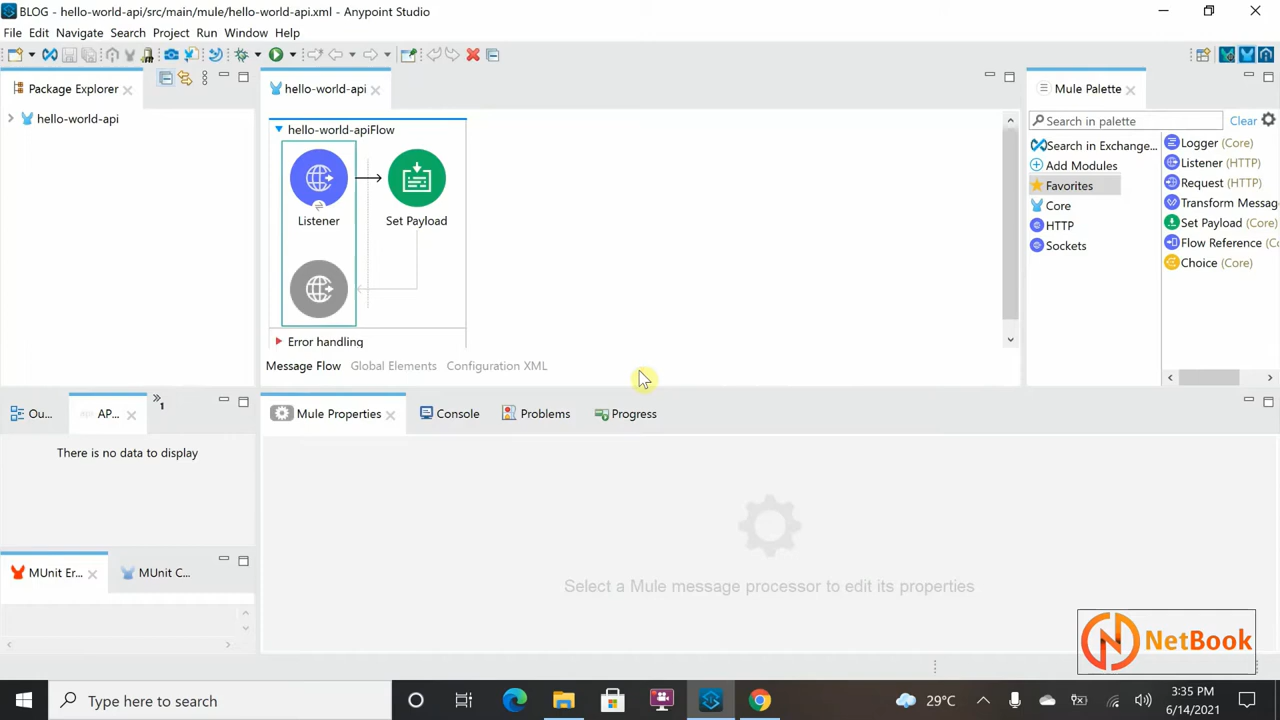 BLOG - hello-world-api/src/main/mule/hello-world-api.xml - Anypoint Studio
File Edit Navigate Search Project Run Window Help
Package Explorer
hello-world-api
hello-world-api
hello-world-apiFlow
Listener
Set Payload
Error handling
Message Flow Global Elements Configuration XML
Mule Palette
Search in palette
Clear
Search in Exchange...
Add Modules
Favorites
Core
HTTP
Sockets
Logger (Core)
Listener (HTTP)
Request (HTTP)
Transform Message
Set Payload (Core)
Flow Reference (Co
Choice (Core)
Ou...
AP...
»1
There is no data to display
MUnit Er...
MUnit C...
Mule Properties
Console
Problems
Progress
Select a Mule message processor to edit its properties
NetBook
Type here to search
29°C
3:35 PM
6/14/2021